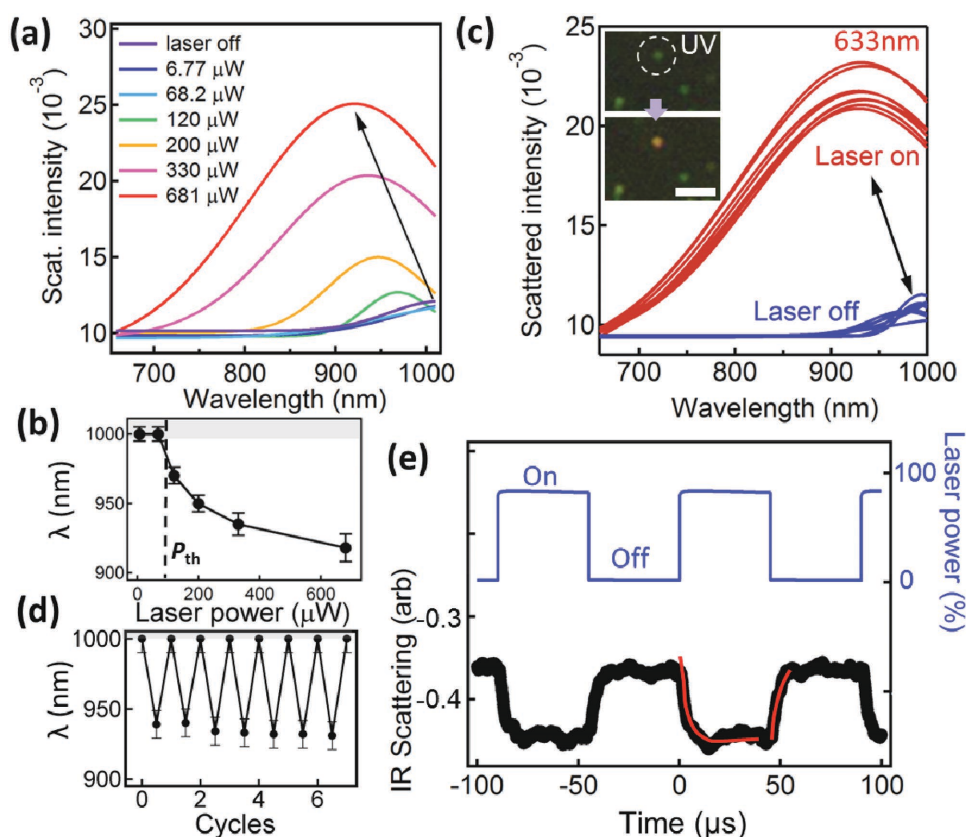 (a)
30
25
20
15
10
Scat. intensity (10⁻³)
laser off
6.77 μW
68.2 μW
120 μW
200 μW
330 μW
681 μW
700 800 900 1000
Wavelength (nm)
(c)
25
20
15
10
Scattered intensity (10⁻³)
UV
633nm
Laser on
Laser off
700 800 900 1000
Wavelength (nm)
(b)
1000
950
900
λ (nm)
Pth
0 200 400 600
Laser power (μW)
(d)
1000
950
900
λ (nm)
0 2 4 6
Cycles
(e)
On
Off
100
0
Laser power (%)
-0.3
-0.4
IR Scattering (arb)
-100 -50 0 50 100
Time (μs)